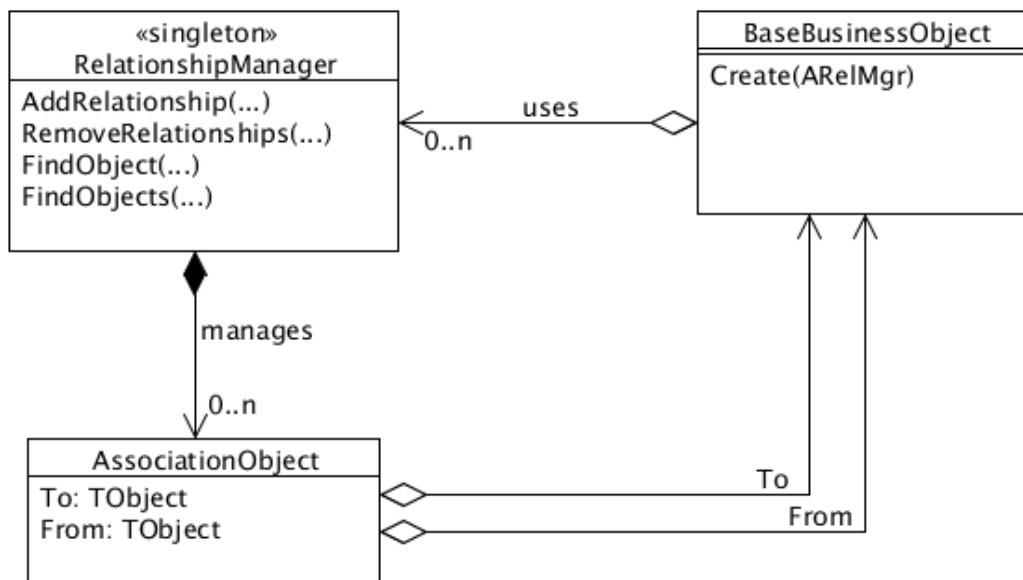 «singleton»
RelationshipManager
AddRelationship(...)
RemoveRelationships(...)
FindObject(...)
FindObjects(...)
uses
0..n
BaseBusinessObject
Create(ARelMgr)
manages
0..n
AssociationObject
To: TObject
From: TObject
To
From